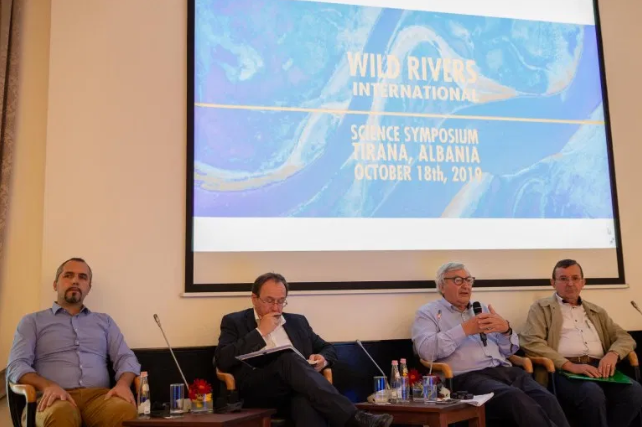 WILD RIVERS
INTERNATIONAL
SCIENCE SYMPOSIUM
TIRANA, ALBANIA
OCTOBER 18th, 2019